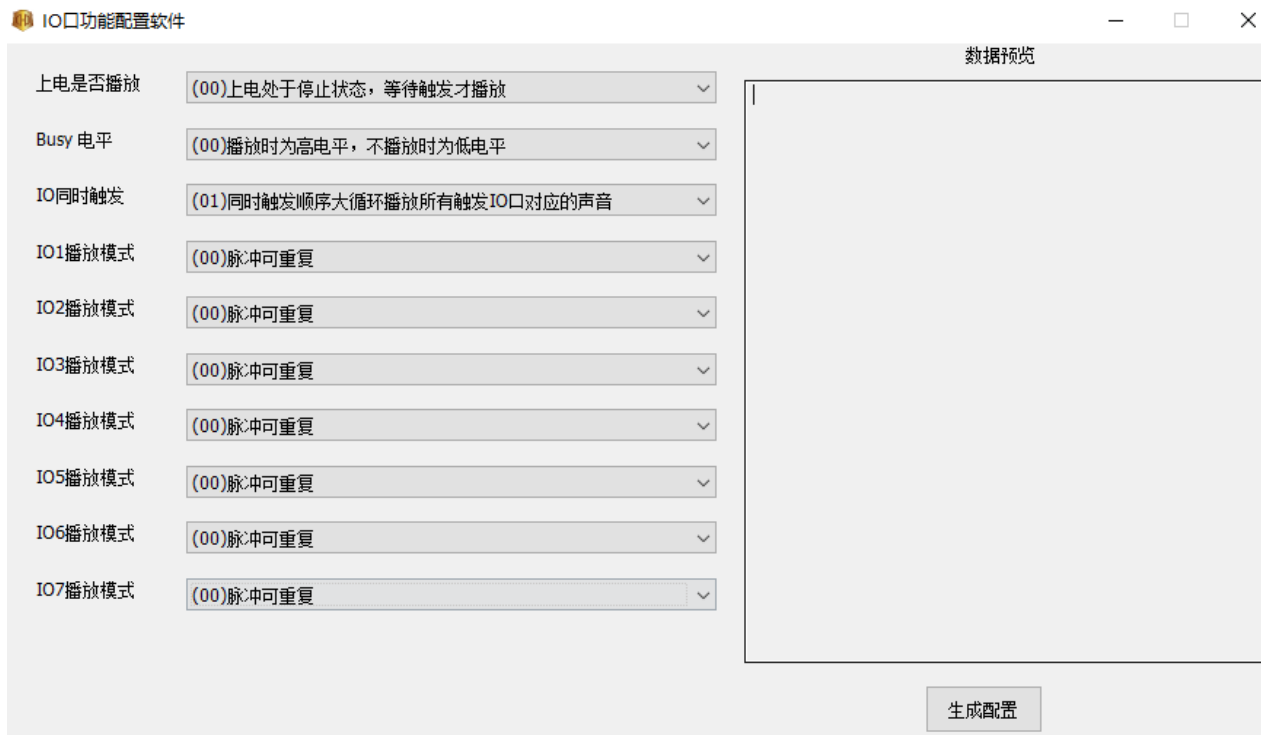 IO口功能配置软件
数据预览
上电是否播放 (00)上电处于停止状态，等待触发才播放
Busy 电平 (00)播放时为高电平，不播放时为低电平
IO同时触发 (01)同时触发顺序大循环播放所有触发IO口对应的声音
IO1播放模式 (00)脉冲可重复
IO2播放模式 (00)脉冲可重复
IO3播放模式 (00)脉冲可重复
IO4播放模式 (00)脉冲可重复
IO5播放模式 (00)脉冲可重复
IO6播放模式 (00)脉冲可重复
IO7播放模式 (00)脉冲可重复
生成配置